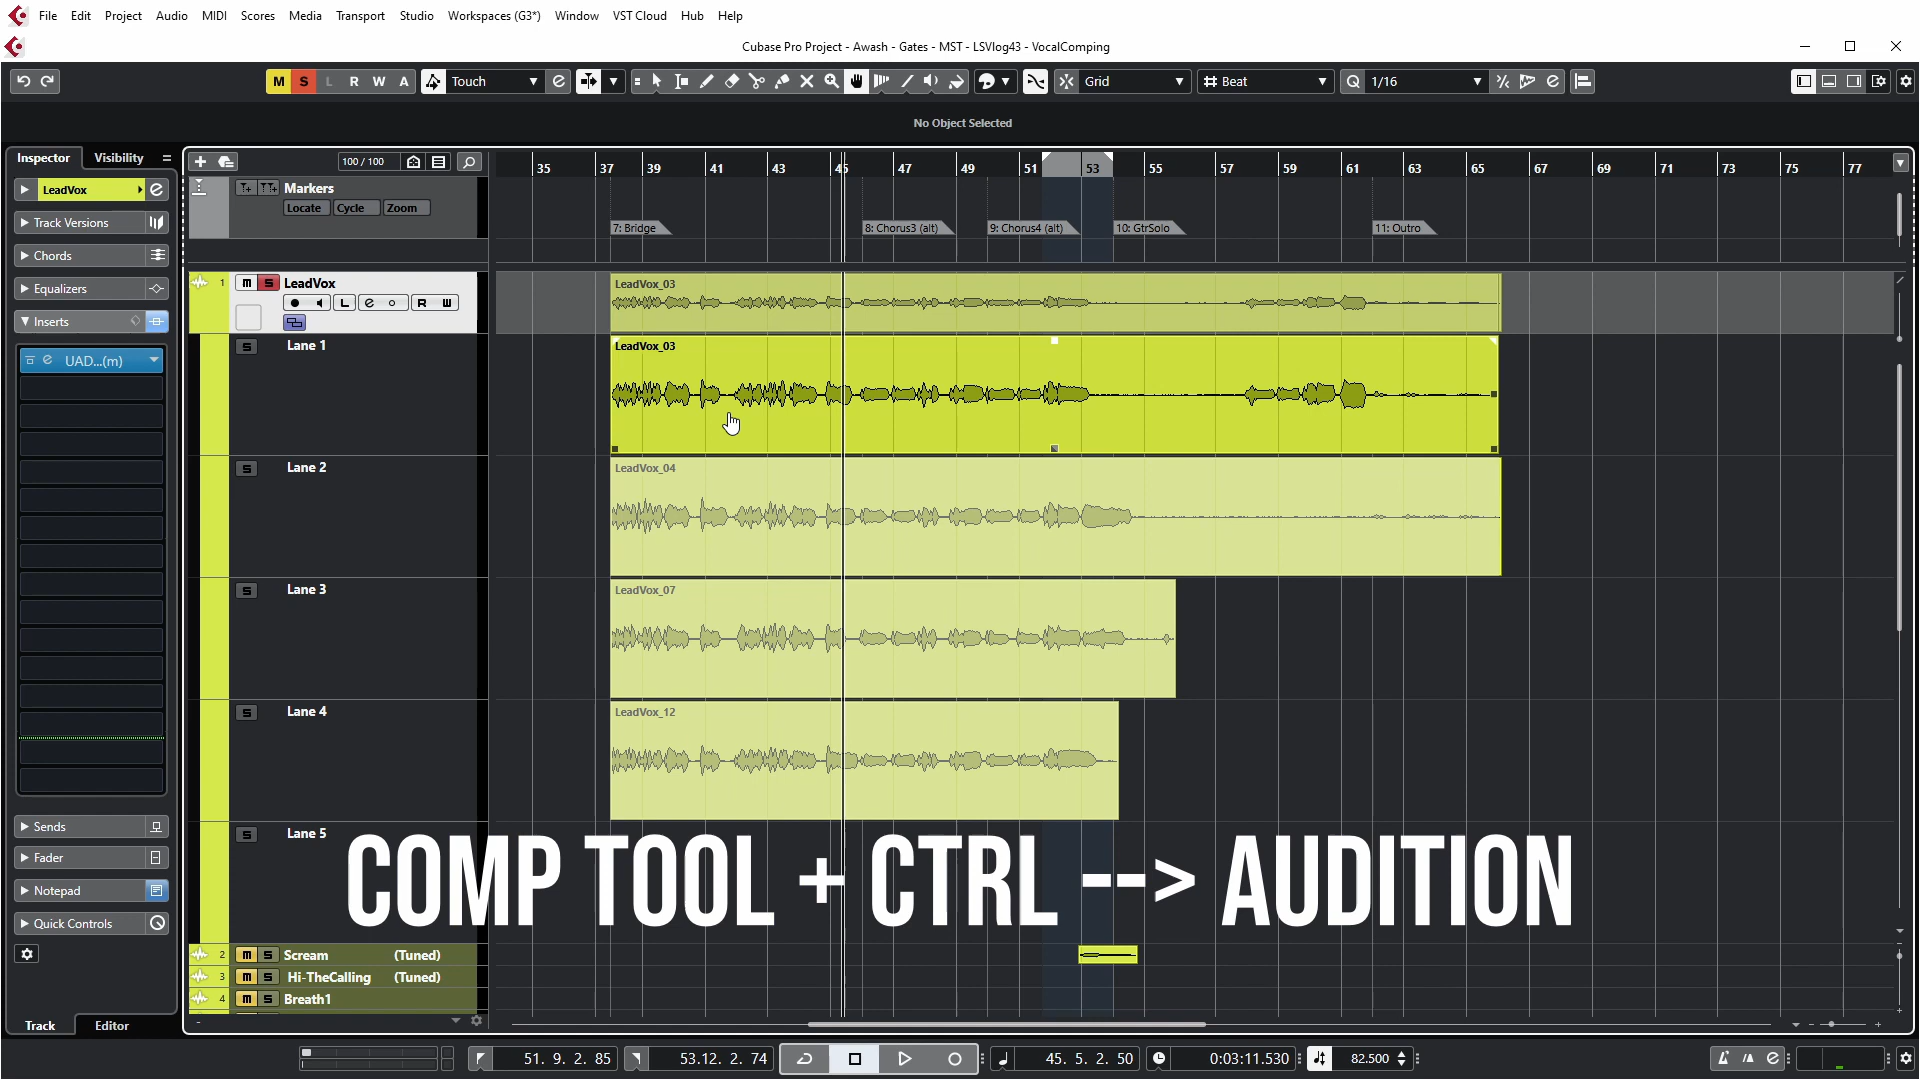 File Edit Project Audio MIDI Scores Media Transport Studio Workspaces (G3*) Window VST Cloud Hub Help
Cubase Pro Project - Awash - Gates - MST - LSVlog43 - VocalComping
M S L R W A Touch Grid Beat Q 1/16
No Object Selected
Inspector Visibility
100 / 100
35 37 39 41 43 45 47 49 51 53 55 57 59 61 63 65 67 69 71 73 75 77
LeadVox
Markers
Locate Cycle Zoom
Track Versions
7: Bridge 8: Chorus3 (alt) 9: Chorus4 (alt) 10: GtrSolo 11: Outro
Chords
Equalizers
Inserts
UAD...(m)
1 m S LeadVox
L e R W
LeadVox_03
S Lane 1
LeadVox_03
S Lane 2
LeadVox_04
S Lane 3
LeadVox_07
S Lane 4
LeadVox_12
S Lane 5
COMP TOOL + CTRL --> AUDITION
Sends
Fader
Notepad
Quick Controls
2 m S Scream (Tuned)
3 m S Hi-TheCalling (Tuned)
4 m S Breath1
Track Editor
51. 9. 2. 85 53.12. 2. 74 45. 5. 2. 50 0:03:11.530 82.500